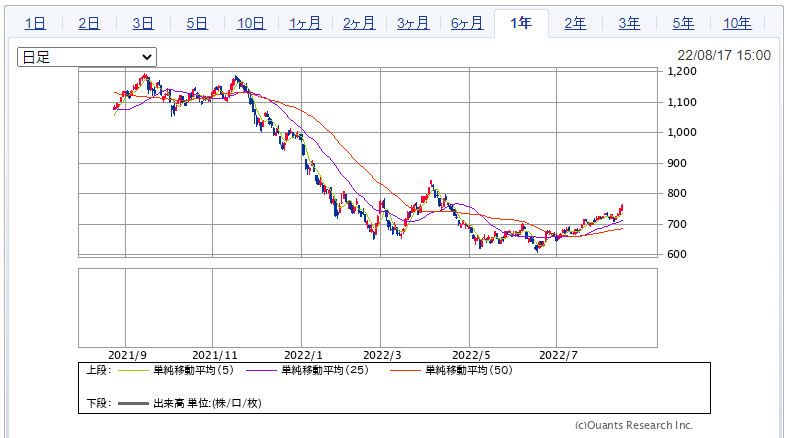 1日 2日 3日 5日 10日 1ヶ月 2ヶ月 3ヶ月 6ヶ月 1年 2年 3年 5年 10年
日足
22/08/17 15:00
1,200
1,100
1,000
900
800
700
600
2021/9 2021/11 2022/1 2022/3 2022/5 2022/7
上段: 単純移動平均(5) 単純移動平均(25) 単純移動平均(50)
下段: 出来高 単位:(株/口/枚)
(c)Quants Research Inc.